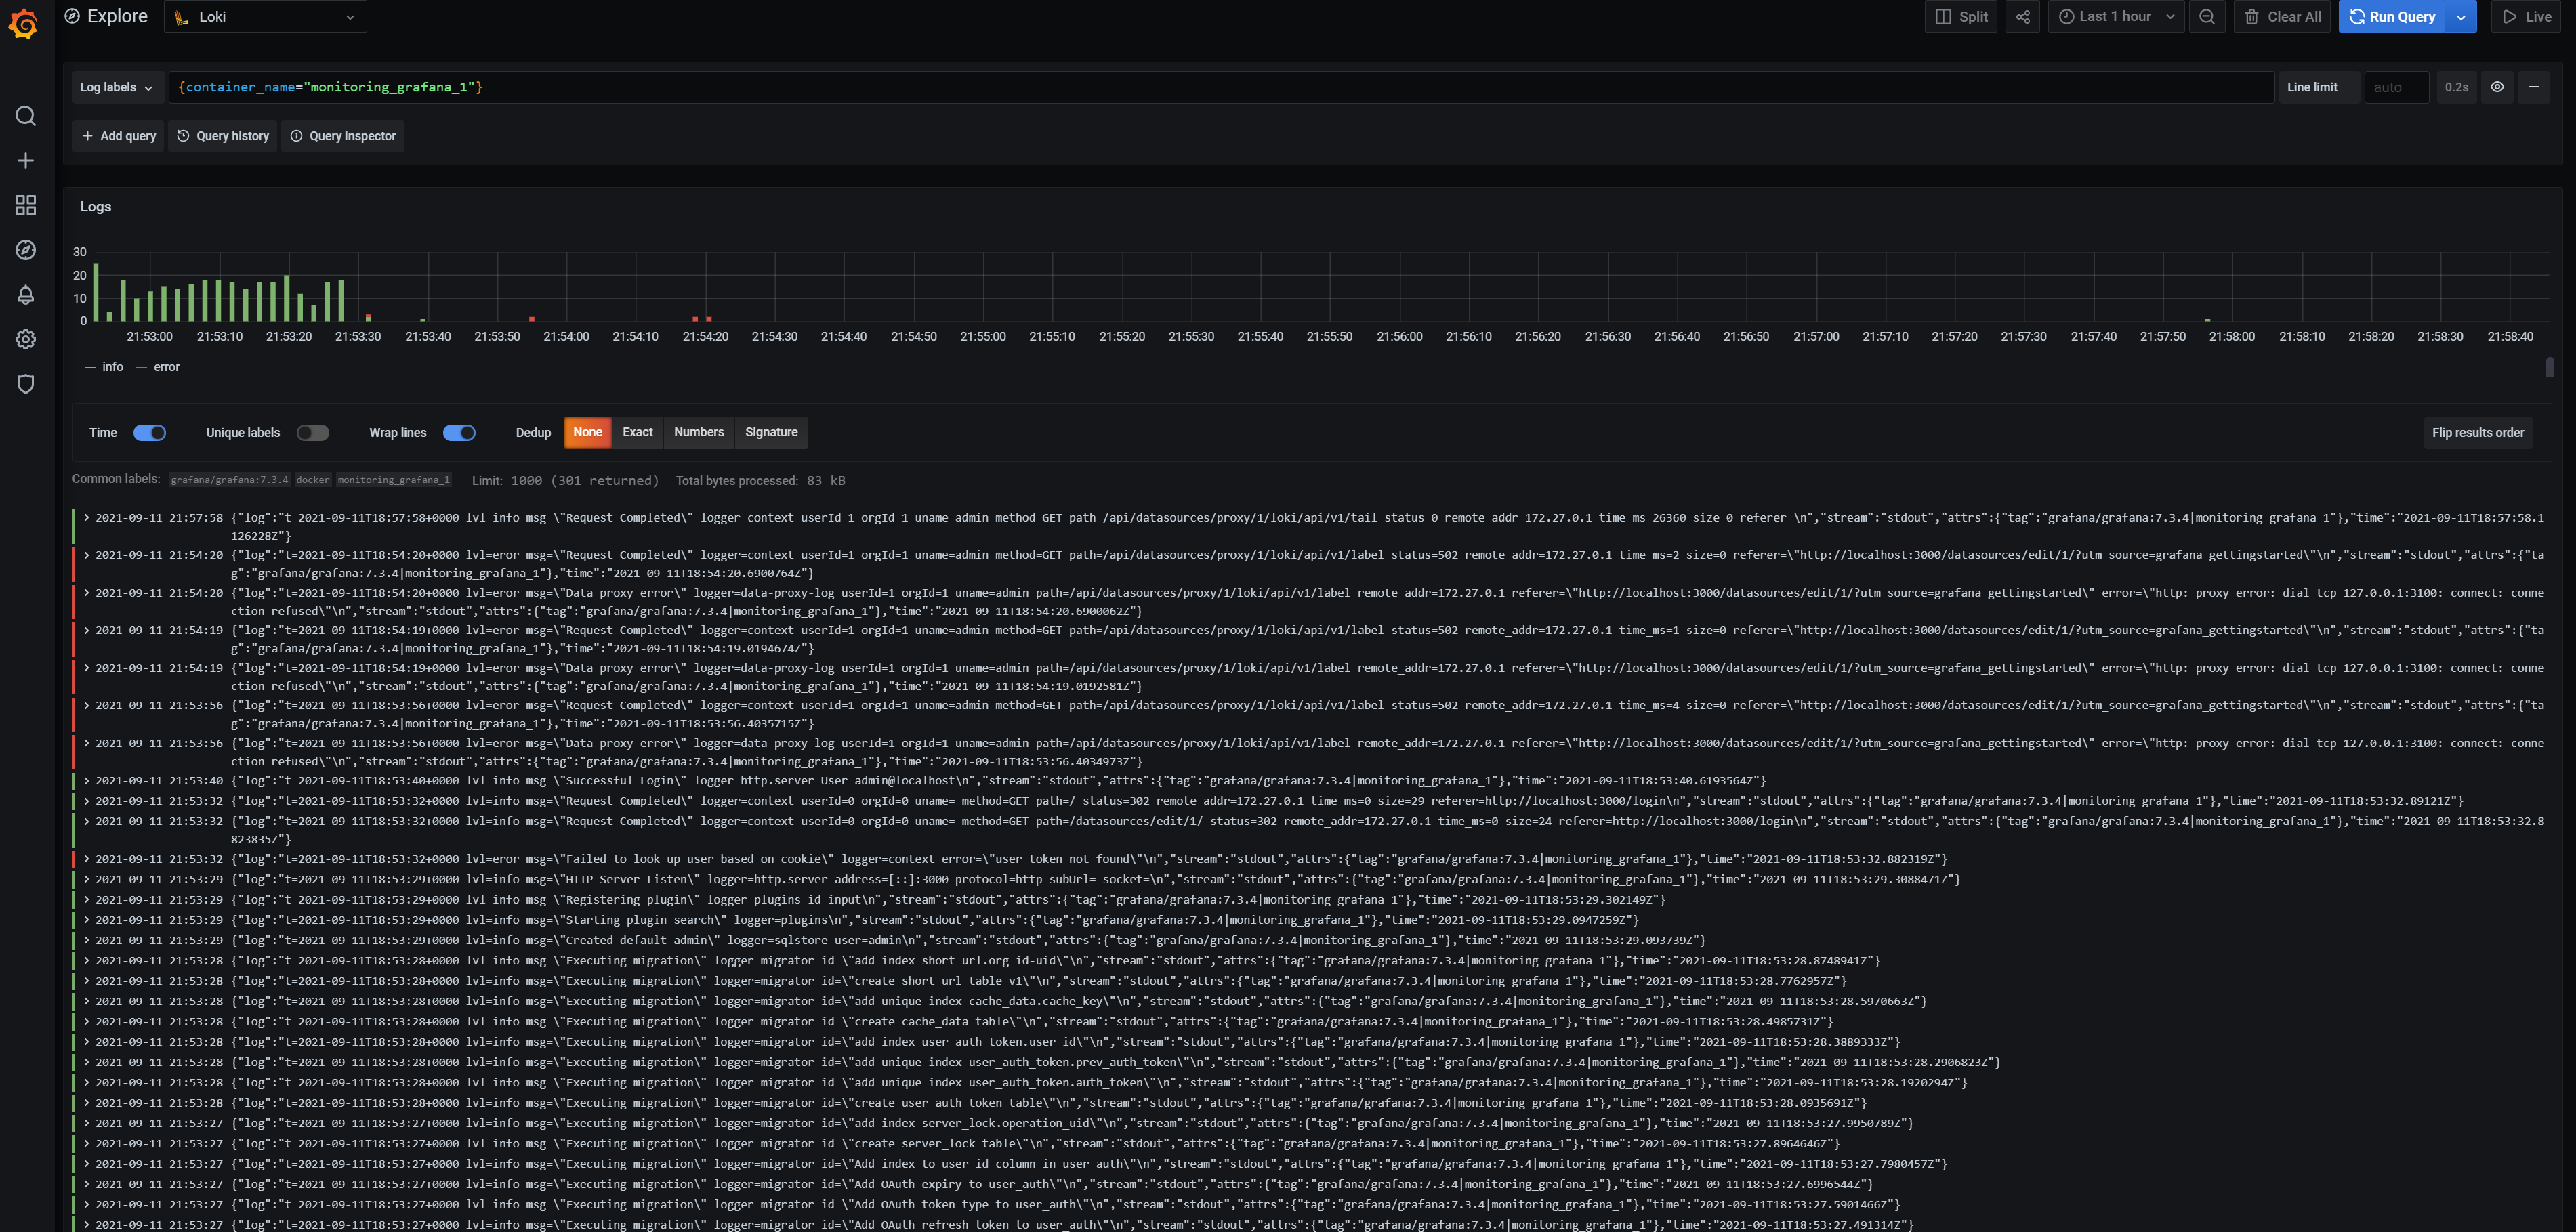 Explore
Loki
Split
Last 1 hour
Clear All
Run Query
Live
Log labels
{container_name="monitoring_grafana_1"}
Line limit
auto
0.2s
Add query
Query history
Query inspector
Logs
30
20
10
0
21:53:00 21:53:10 21:53:20 21:53:30 21:53:40 21:53:50 21:54:00 21:54:10 21:54:20 21:54:30 21:54:40 21:54:50 21:55:00 21:55:10 21:55:20 21:55:30 21:55:40 21:55:50 21:56:00 21:56:10 21:56:20 21:56:30 21:56:40 21:56:50 21:57:00 21:57:10 21:57:20 21:57:30 21:57:40 21:57:50 21:58:00 21:58:10 21:58:20 21:58:30 21:58:40
info error
Time
Unique labels
Wrap lines
Dedup
None Exact Numbers Signature
Flip results order
Common labels: grafana/grafana:7.3.4 docker monitoring_grafana_1 Limit: 1000 (301 returned) Total bytes processed: 83 kB
2021-09-11 21:57:58 {"log":"t=2021-09-11T18:57:58+0000 lvl=info msg=\"Request Completed\" logger=context userId=1 orgId=1 uname=admin method=GET path=/api/datasources/proxy/1/loki/api/v1/tail status=0 remote_addr=172.27.0.1 time_ms=26360 size=0 referer=\n","stream":"stdout","attrs":{"tag":"grafana/grafana:7.3.4|monitoring_grafana_1"},"time":"2021-09-11T18:57:58.1
126228Z"}
2021-09-11 21:54:20 {"log":"t=2021-09-11T18:54:20+0000 lvl=eror msg=\"Request Completed\" logger=context userId=1 orgId=1 uname=admin method=GET path=/api/datasources/proxy/1/loki/api/v1/label status=502 remote_addr=172.27.0.1 time_ms=2 size=0 referer=\"http://localhost:3000/datasources/edit/1/?utm_source=grafana_gettingstarted\"\n","stream":"stdout","attrs":{"ta
g":"grafana/grafana:7.3.4|monitoring_grafana_1"},"time":"2021-09-11T18:54:20.6900764Z"}
2021-09-11 21:54:20 {"log":"t=2021-09-11T18:54:20+0000 lvl=eror msg=\"Data proxy error\" logger=data-proxy-log userId=1 orgId=1 uname=admin path=/api/datasources/proxy/1/loki/api/v1/label remote_addr=172.27.0.1 referer=\"http://localhost:3000/datasources/edit/1/?utm_source=grafana_gettingstarted\" error=\"http: proxy error: dial tcp 127.0.0.1:3100: connect: conne
ction refused\"\n","stream":"stdout","attrs":{"tag":"grafana/grafana:7.3.4|monitoring_grafana_1"},"time":"2021-09-11T18:54:20.6900062Z"}
2021-09-11 21:54:19 {"log":"t=2021-09-11T18:54:19+0000 lvl=eror msg=\"Request Completed\" logger=context userId=1 orgId=1 uname=admin method=GET path=/api/datasources/proxy/1/loki/api/v1/label status=502 remote_addr=172.27.0.1 time_ms=1 size=0 referer=\"http://localhost:3000/datasources/edit/1/?utm_source=grafana_gettingstarted\"\n","stream":"stdout","attrs":{"ta
g":"grafana/grafana:7.3.4|monitoring_grafana_1"},"time":"2021-09-11T18:54:19.0194674Z"}
2021-09-11 21:54:19 {"log":"t=2021-09-11T18:54:19+0000 lvl=eror msg=\"Data proxy error\" logger=data-proxy-log userId=1 orgId=1 uname=admin path=/api/datasources/proxy/1/loki/api/v1/label remote_addr=172.27.0.1 referer=\"http://localhost:3000/datasources/edit/1/?utm_source=grafana_gettingstarted\" error=\"http: proxy error: dial tcp 127.0.0.1:3100: connect: conne
ction refused\"\n","stream":"stdout","attrs":{"tag":"grafana/grafana:7.3.4|monitoring_grafana_1"},"time":"2021-09-11T18:54:19.0192581Z"}
2021-09-11 21:53:56 {"log":"t=2021-09-11T18:53:56+0000 lvl=eror msg=\"Request Completed\" logger=context userId=1 orgId=1 uname=admin method=GET path=/api/datasources/proxy/1/loki/api/v1/label status=502 remote_addr=172.27.0.1 time_ms=4 size=0 referer=\"http://localhost:3000/datasources/edit/1/?utm_source=grafana_gettingstarted\"\n","stream":"stdout","attrs":{"ta
g":"grafana/grafana:7.3.4|monitoring_grafana_1"},"time":"2021-09-11T18:53:56.4035715Z"}
2021-09-11 21:53:56 {"log":"t=2021-09-11T18:53:56+0000 lvl=eror msg=\"Data proxy error\" logger=data-proxy-log userId=1 orgId=1 uname=admin path=/api/datasources/proxy/1/loki/api/v1/label remote_addr=172.27.0.1 referer=\"http://localhost:3000/datasources/edit/1/?utm_source=grafana_gettingstarted\" error=\"http: proxy error: dial tcp 127.0.0.1:3100: connect: conne
ction refused\"\n","stream":"stdout","attrs":{"tag":"grafana/grafana:7.3.4|monitoring_grafana_1"},"time":"2021-09-11T18:53:56.4034973Z"}
2021-09-11 21:53:40 {"log":"t=2021-09-11T18:53:40+0000 lvl=info msg=\"Successful Login\" logger=http.server User=admin@localhost\n","stream":"stdout","attrs":{"tag":"grafana/grafana:7.3.4|monitoring_grafana_1"},"time":"2021-09-11T18:53:40.6193564Z"}
2021-09-11 21:53:32 {"log":"t=2021-09-11T18:53:32+0000 lvl=info msg=\"Request Completed\" logger=context userId=0 orgId=0 uname= method=GET path=/ status=302 remote_addr=172.27.0.1 time_ms=0 size=29 referer=http://localhost:3000/login\n","stream":"stdout","attrs":{"tag":"grafana/grafana:7.3.4|monitoring_grafana_1"},"time":"2021-09-11T18:53:32.89121Z"}
2021-09-11 21:53:32 {"log":"t=2021-09-11T18:53:32+0000 lvl=info msg=\"Request Completed\" logger=context userId=0 orgId=0 uname= method=GET path=/datasources/edit/1/ status=302 remote_addr=172.27.0.1 time_ms=0 size=24 referer=http://localhost:3000/login\n","stream":"stdout","attrs":{"tag":"grafana/grafana:7.3.4|monitoring_grafana_1"},"time":"2021-09-11T18:53:32.8
823835Z"}
2021-09-11 21:53:32 {"log":"t=2021-09-11T18:53:32+0000 lvl=eror msg=\"Failed to look up user based on cookie\" logger=context error=\"user token not found\"\n","stream":"stdout","attrs":{"tag":"grafana/grafana:7.3.4|monitoring_grafana_1"},"time":"2021-09-11T18:53:32.882319Z"}
2021-09-11 21:53:29 {"log":"t=2021-09-11T18:53:29+0000 lvl=info msg=\"HTTP Server Listen\" logger=http.server address=[::]:3000 protocol=http subUrl= socket=\n","stream":"stdout","attrs":{"tag":"grafana/grafana:7.3.4|monitoring_grafana_1"},"time":"2021-09-11T18:53:29.3088471Z"}
2021-09-11 21:53:29 {"log":"t=2021-09-11T18:53:29+0000 lvl=info msg=\"Registering plugin\" logger=plugins id=input\n","stream":"stdout","attrs":{"tag":"grafana/grafana:7.3.4|monitoring_grafana_1"},"time":"2021-09-11T18:53:29.302149Z"}
2021-09-11 21:53:29 {"log":"t=2021-09-11T18:53:29+0000 lvl=info msg=\"Starting plugin search\" logger=plugins\n","stream":"stdout","attrs":{"tag":"grafana/grafana:7.3.4|monitoring_grafana_1"},"time":"2021-09-11T18:53:29.0947259Z"}
2021-09-11 21:53:29 {"log":"t=2021-09-11T18:53:29+0000 lvl=info msg=\"Created default admin\" logger=sqlstore user=admin\n","stream":"stdout","attrs":{"tag":"grafana/grafana:7.3.4|monitoring_grafana_1"},"time":"2021-09-11T18:53:29.093739Z"}
2021-09-11 21:53:28 {"log":"t=2021-09-11T18:53:28+0000 lvl=info msg=\"Executing migration\" logger=migrator id=\"add index short_url.org_id-uid\"\n","stream":"stdout","attrs":{"tag":"grafana/grafana:7.3.4|monitoring_grafana_1"},"time":"2021-09-11T18:53:28.8748941Z"}
2021-09-11 21:53:28 {"log":"t=2021-09-11T18:53:28+0000 lvl=info msg=\"Executing migration\" logger=migrator id=\"create short_url table v1\"\n","stream":"stdout","attrs":{"tag":"grafana/grafana:7.3.4|monitoring_grafana_1"},"time":"2021-09-11T18:53:28.7762957Z"}
2021-09-11 21:53:28 {"log":"t=2021-09-11T18:53:28+0000 lvl=info msg=\"Executing migration\" logger=migrator id=\"add unique index cache_data.cache_key\"\n","stream":"stdout","attrs":{"tag":"grafana/grafana:7.3.4|monitoring_grafana_1"},"time":"2021-09-11T18:53:28.5970663Z"}
2021-09-11 21:53:28 {"log":"t=2021-09-11T18:53:28+0000 lvl=info msg=\"Executing migration\" logger=migrator id=\"create cache_data table\"\n","stream":"stdout","attrs":{"tag":"grafana/grafana:7.3.4|monitoring_grafana_1"},"time":"2021-09-11T18:53:28.4985731Z"}
2021-09-11 21:53:28 {"log":"t=2021-09-11T18:53:28+0000 lvl=info msg=\"Executing migration\" logger=migrator id=\"add index user_auth_token.user_id\"\n","stream":"stdout","attrs":{"tag":"grafana/grafana:7.3.4|monitoring_grafana_1"},"time":"2021-09-11T18:53:28.3889333Z"}
2021-09-11 21:53:28 {"log":"t=2021-09-11T18:53:28+0000 lvl=info msg=\"Executing migration\" logger=migrator id=\"add unique index user_auth_token.prev_auth_token\"\n","stream":"stdout","attrs":{"tag":"grafana/grafana:7.3.4|monitoring_grafana_1"},"time":"2021-09-11T18:53:28.2906823Z"}
2021-09-11 21:53:28 {"log":"t=2021-09-11T18:53:28+0000 lvl=info msg=\"Executing migration\" logger=migrator id=\"add unique index user_auth_token.auth_token\"\n","stream":"stdout","attrs":{"tag":"grafana/grafana:7.3.4|monitoring_grafana_1"},"time":"2021-09-11T18:53:28.1920294Z"}
2021-09-11 21:53:28 {"log":"t=2021-09-11T18:53:28+0000 lvl=info msg=\"Executing migration\" logger=migrator id=\"create user auth token table\"\n","stream":"stdout","attrs":{"tag":"grafana/grafana:7.3.4|monitoring_grafana_1"},"time":"2021-09-11T18:53:28.0935691Z"}
2021-09-11 21:53:27 {"log":"t=2021-09-11T18:53:27+0000 lvl=info msg=\"Executing migration\" logger=migrator id=\"add index server_lock.operation_uid\"\n","stream":"stdout","attrs":{"tag":"grafana/grafana:7.3.4|monitoring_grafana_1"},"time":"2021-09-11T18:53:27.9950789Z"}
2021-09-11 21:53:27 {"log":"t=2021-09-11T18:53:27+0000 lvl=info msg=\"Executing migration\" logger=migrator id=\"create server_lock table\"\n","stream":"stdout","attrs":{"tag":"grafana/grafana:7.3.4|monitoring_grafana_1"},"time":"2021-09-11T18:53:27.8964646Z"}
2021-09-11 21:53:27 {"log":"t=2021-09-11T18:53:27+0000 lvl=info msg=\"Executing migration\" logger=migrator id=\"Add index to user_id column in user_auth\"\n","stream":"stdout","attrs":{"tag":"grafana/grafana:7.3.4|monitoring_grafana_1"},"time":"2021-09-11T18:53:27.7980457Z"}
2021-09-11 21:53:27 {"log":"t=2021-09-11T18:53:27+0000 lvl=info msg=\"Executing migration\" logger=migrator id=\"Add OAuth expiry to user_auth\"\n","stream":"stdout","attrs":{"tag":"grafana/grafana:7.3.4|monitoring_grafana_1"},"time":"2021-09-11T18:53:27.6996544Z"}
2021-09-11 21:53:27 {"log":"t=2021-09-11T18:53:27+0000 lvl=info msg=\"Executing migration\" logger=migrator id=\"Add OAuth token type to user_auth\"\n","stream":"stdout","attrs":{"tag":"grafana/grafana:7.3.4|monitoring_grafana_1"},"time":"2021-09-11T18:53:27.5901466Z"}
2021-09-11 21:53:27 {"log":"t=2021-09-11T18:53:27+0000 lvl=info msg=\"Executing migration\" logger=migrator id=\"Add OAuth refresh token to user_auth\"\n","stream":"stdout","attrs":{"tag":"grafana/grafana:7.3.4|monitoring_grafana_1"},"time":"2021-09-11T18:53:27.491314Z"}